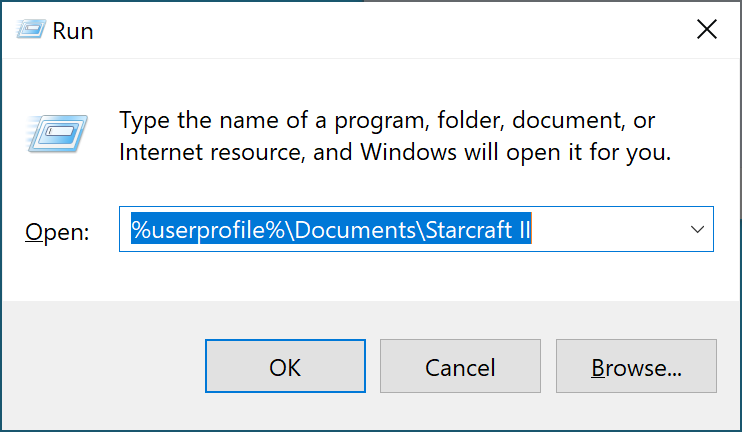 Run
Type the name of a program, folder, document, or
Internet resource, and Windows will open it for you.
Open: %userprofile%\Documents\Starcraft II
OK Cancel Browse...